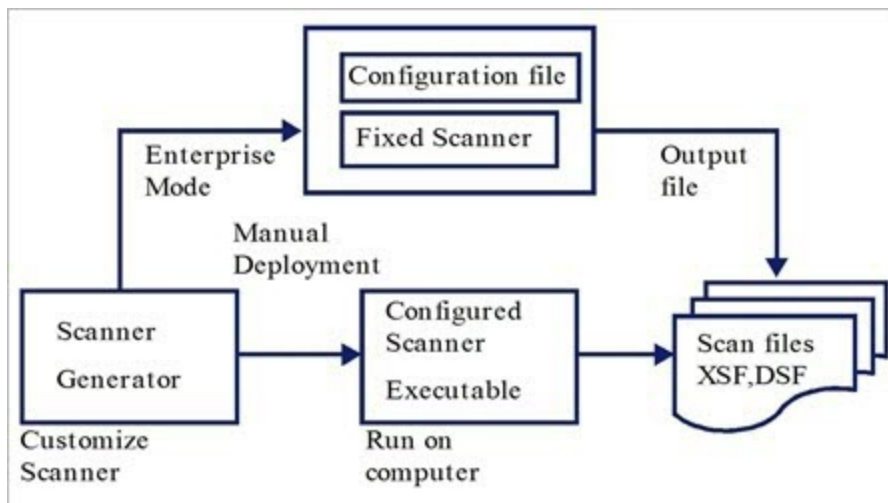 Configuration file
Fixed Scanner
Enterprise
Mode
Output
file
Manual
Deployment
Scanner
Generator
Configured
Scanner
Executable
Scan files
XSF,DSF
Customize
Scanner
Run on
computer